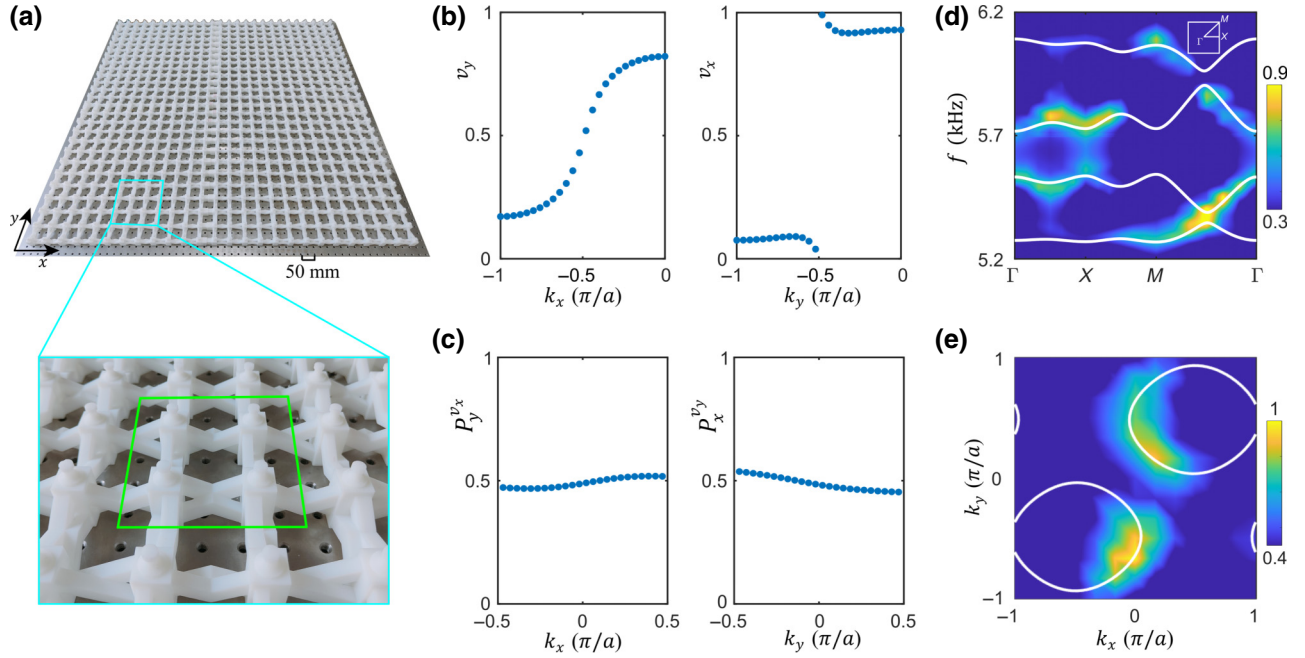 (a)
y
x
50 mm
(b)
1
v_y
0.5
0
-1
-0.5
0
k_x (π/a)
1
v_x
0.5
0
-1
-0.5
0
k_y (π/a)
(c)
1
P_y^{v_x}
0.5
0
-0.5
0
0.5
k_x (π/a)
1
P_x^{v_y}
0.5
0
-0.5
0
0.5
k_y (π/a)
(d)
6.2
f (kHz)
5.7
5.2
Γ
X
M
Γ
M
Γ
X
0.9
0.3
(e)
1
k_y (π/a)
0
-1
-1
0
1
k_x (π/a)
1
0.4